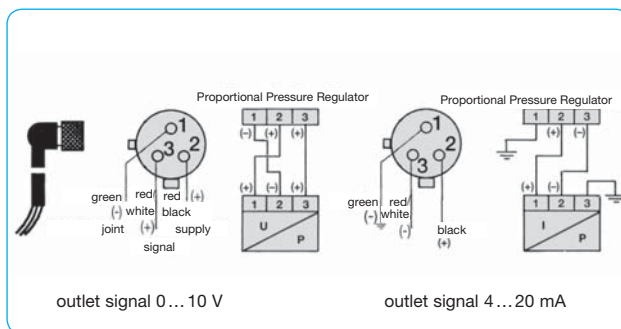 Proportional Pressure Regulator
1 2 3
(–) (+) (+)
1
3 2
green red/ red (+)
(–) white black
joint (+) supply
signal
(+) (–) (+)
1 2 3
U
P
outlet signal 0...10 V
Proportional Pressure Regulator
1 2 3
(+) (–)
1
3 2
green red/
(–) white
(–) black
(+)
(+) (–) (+)
1 2 3
I
P
outlet signal 4...20 mA